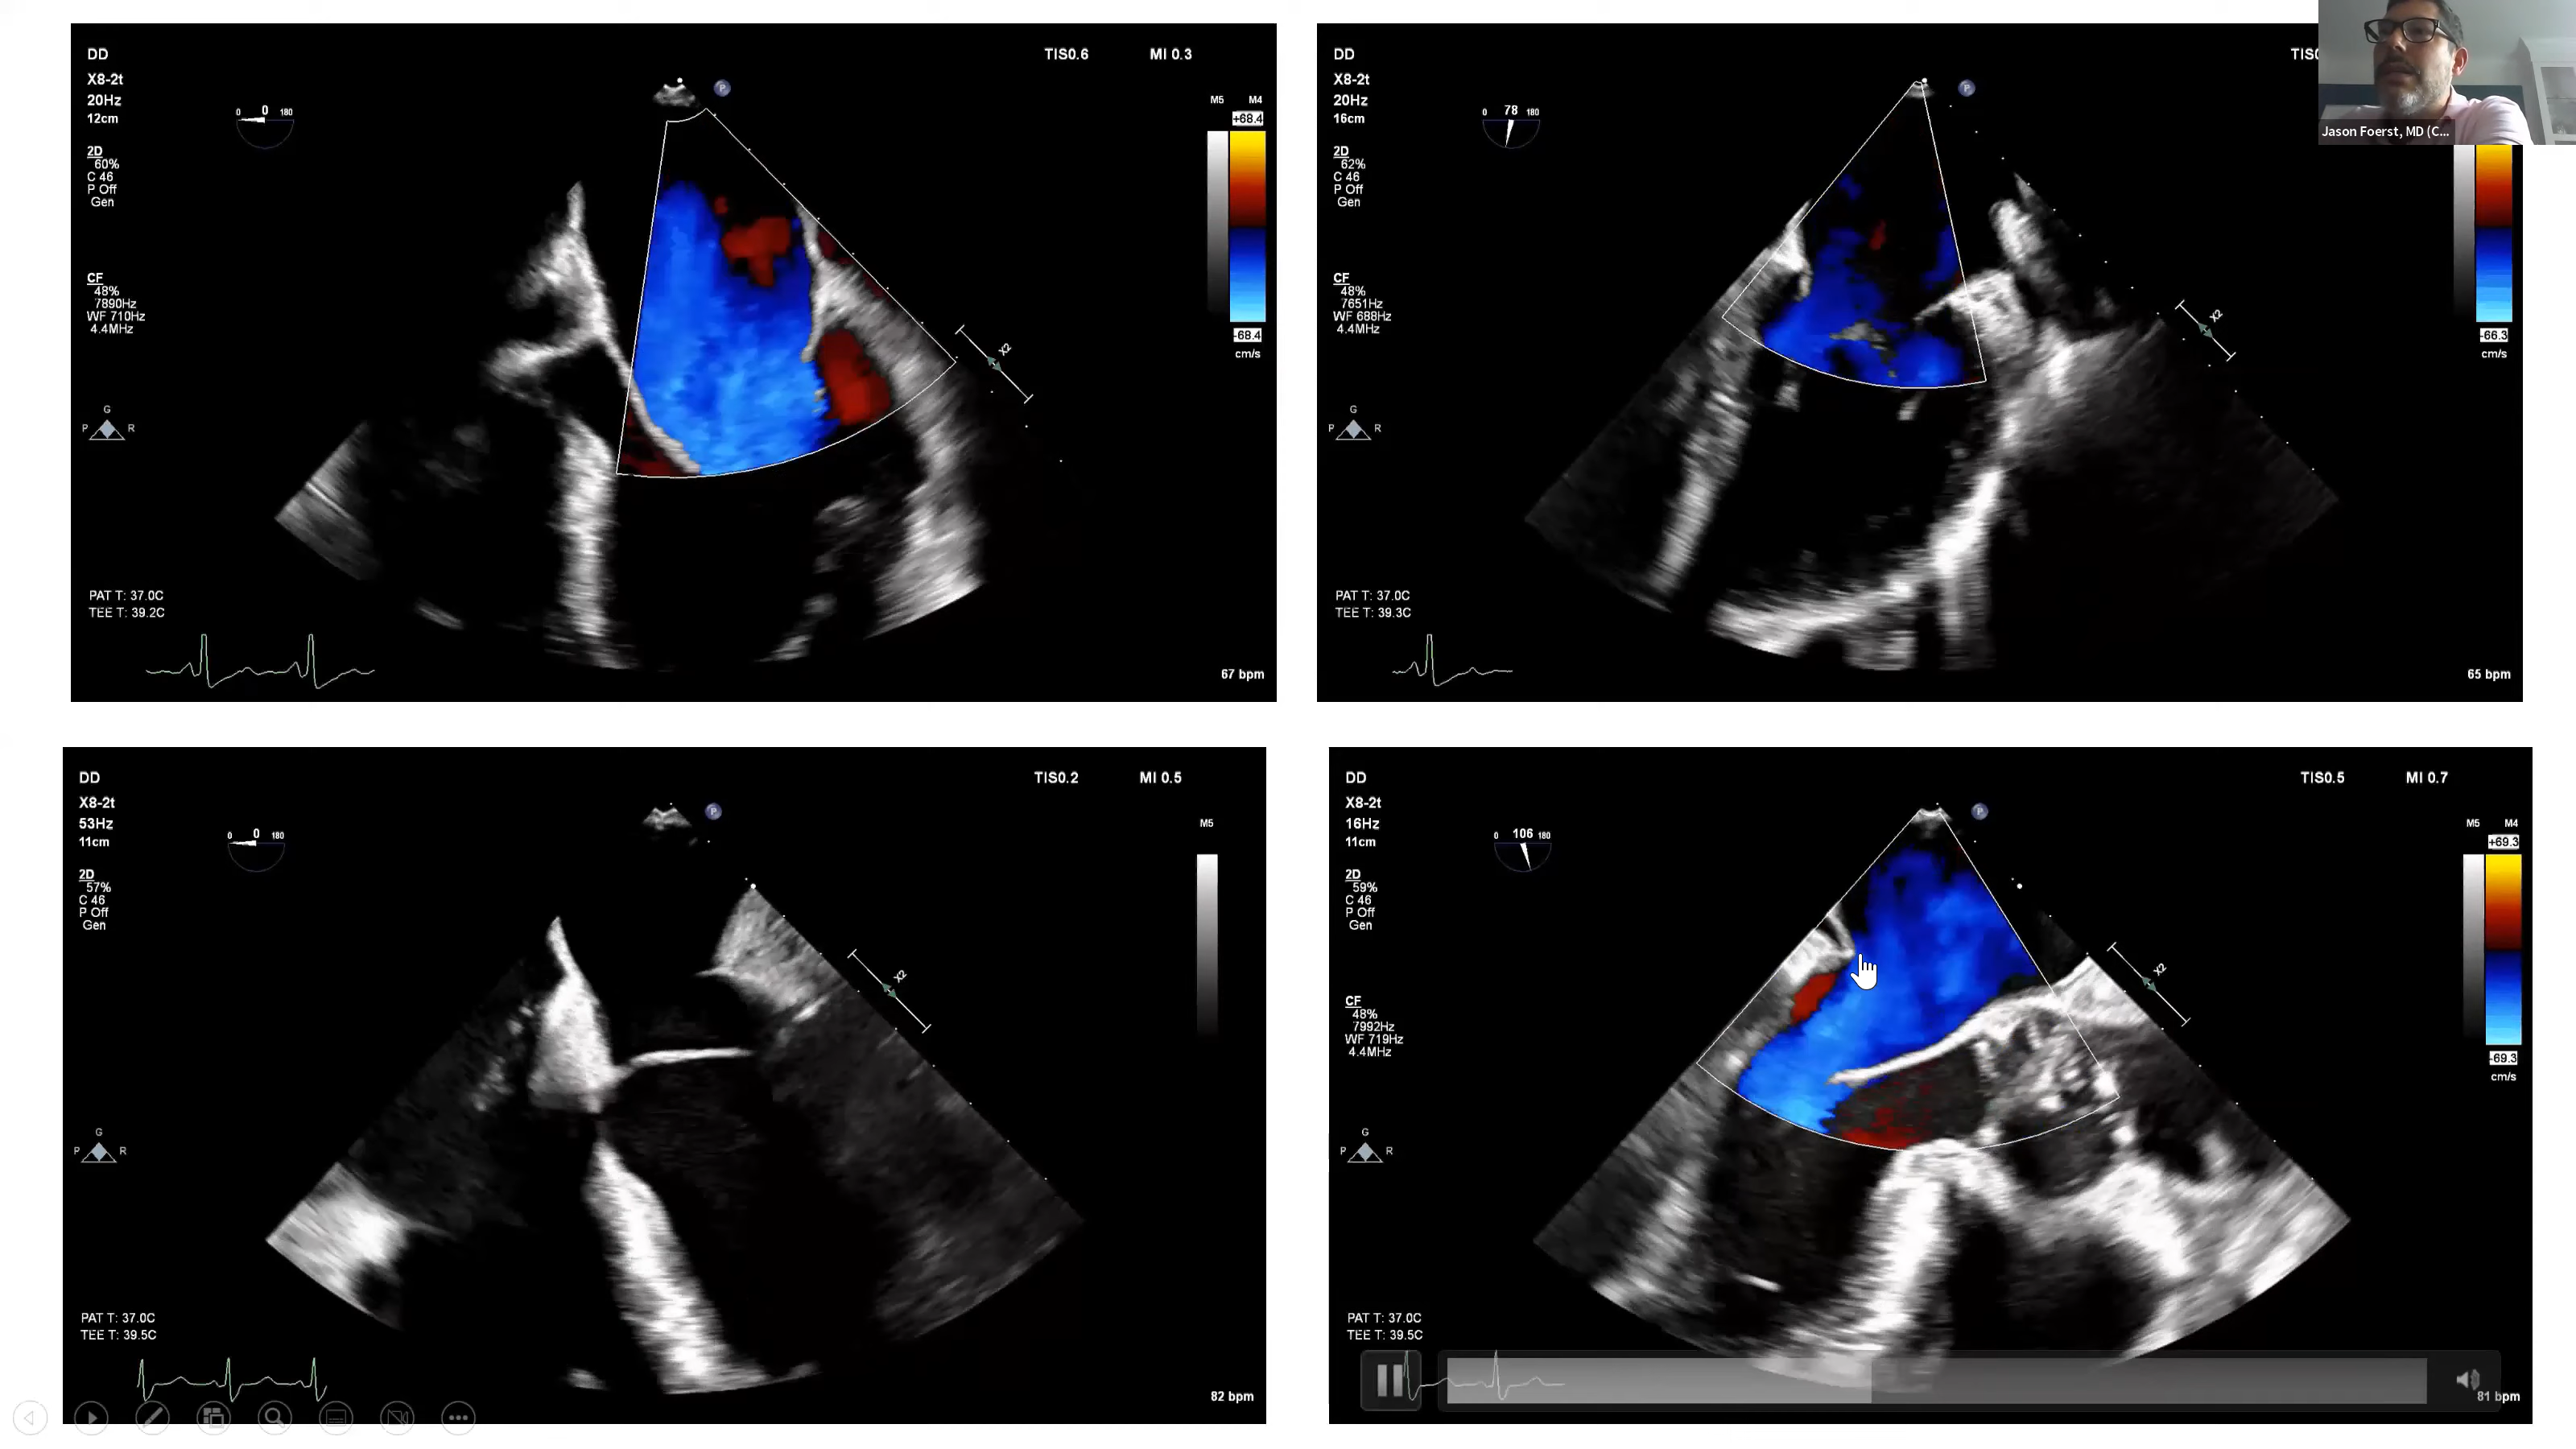 DD
TIS0.6 MI 0.3
X8-2t
20Hz
12cm
0 0 180
P
M5 M4
+68.4
2D
60%
C 46
P Off
Gen
CF
48%
7890Hz
WF 710Hz
4.4MHz
-68.4
cm/s
X2
G
P R
PAT T: 37.0C
TEE T: 39.2C
67 bpm
DD
X8-2t
20Hz
16cm
0 78 180
P
Jason Foerst, MD (C...
2D
62%
C 46
P Off
Gen
CF
48%
7651Hz
WF 688Hz
4.4MHz
-66.3
cm/s
X2
G
P R
PAT T: 37.0C
TEE T: 39.3C
65 bpm
DD
TIS0.2 MI 0.5
X8-2t
53Hz
11cm
0 0 180
P
M5
2D
57%
C 46
P Off
Gen
X2
G
P R
PAT T: 37.0C
TEE T: 39.5C
82 bpm
DD
TIS0.5 MI 0.7
X8-2t
16Hz
11cm
0 106 180
P
M5 M4
+69.3
2D
59%
C 46
P Off
Gen
CF
48%
7992Hz
WF 719Hz
4.4MHz
-69.3
cm/s
X2
G
P R
PAT T: 37.0C
TEE T: 39.5C
81 bpm